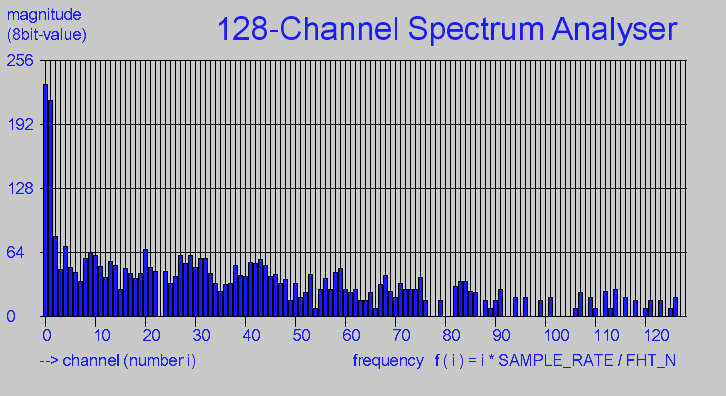 magnitude
(8bit-value)
128-Channel Spectrum Analyser
256
192
128
64
0
0 10 20 30 40 50 60 70 80 90 100 110 120
--> channel (number i) frequency f ( i ) = i * SAMPLE_RATE / FHT_N